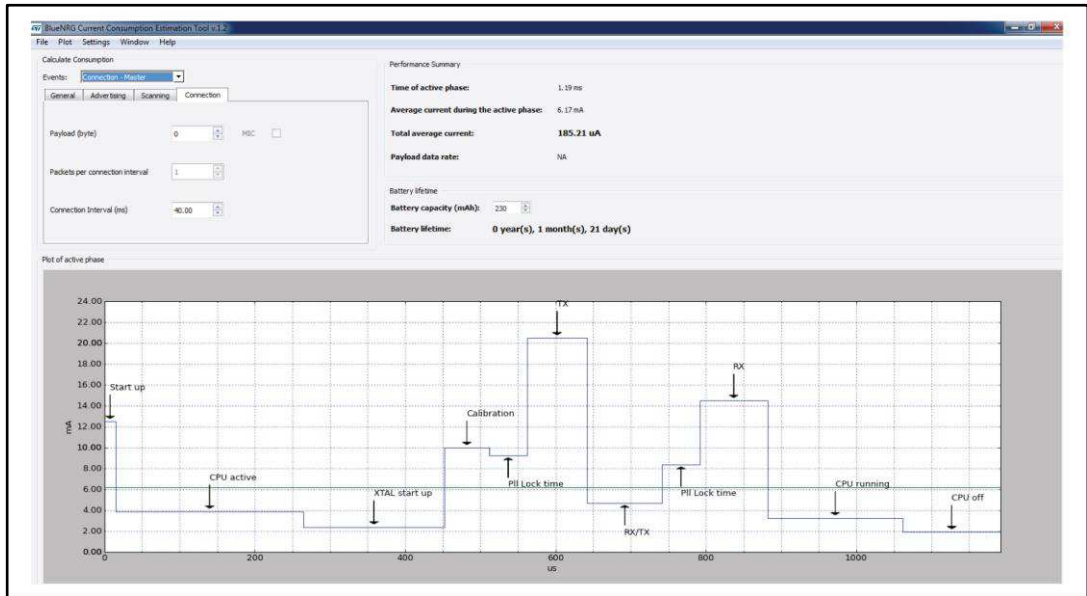 BlueNRG Current Consumption Estimation Tool v.1.2
File Plot Settings Window Help
Calculate Consumption
Events: Connection - Master
General Advertising Scanning Connection
Payload (byte) 0 MIC
Packets per connection interval 1
Connection Interval (ms) 40.00
Performance Summary
Time of active phase: 1.19 ms
Average current during the active phase: 6.17 mA
Total average current: 185.21 uA
Payload data rate: NA
Battery lifetime
Battery capacity (mAh): 230
Battery lifetime: 0 year(s), 1 month(s), 21 day(s)
Plot of active phase
24.00
22.00
20.00
18.00
16.00
14.00
12.00
10.00
8.00
6.00
4.00
2.00
0.00
mA
Start up
CPU active
XTAL start up
Calibration
Pll Lock time
TX
RX/TX
Pll Lock time
RX
CPU running
CPU off
0 200 400 600 800 1000
us